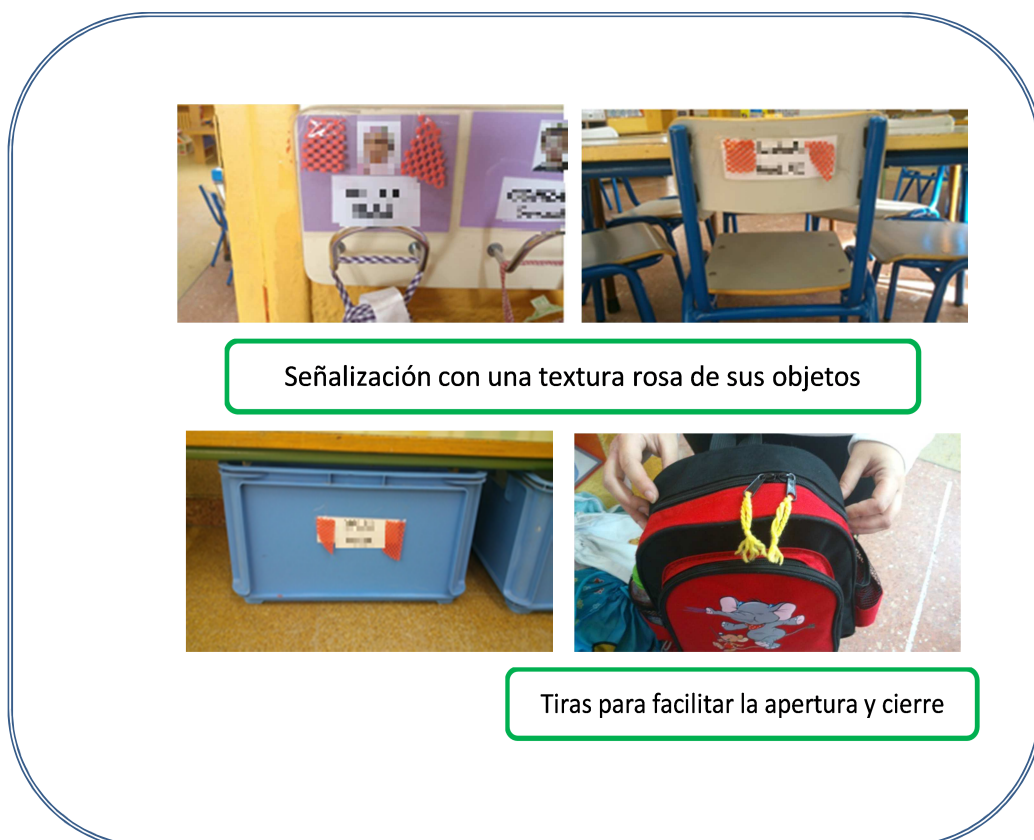 Señalización con una textura rosa de sus objetos
Tiras para facilitar la apertura y cierre